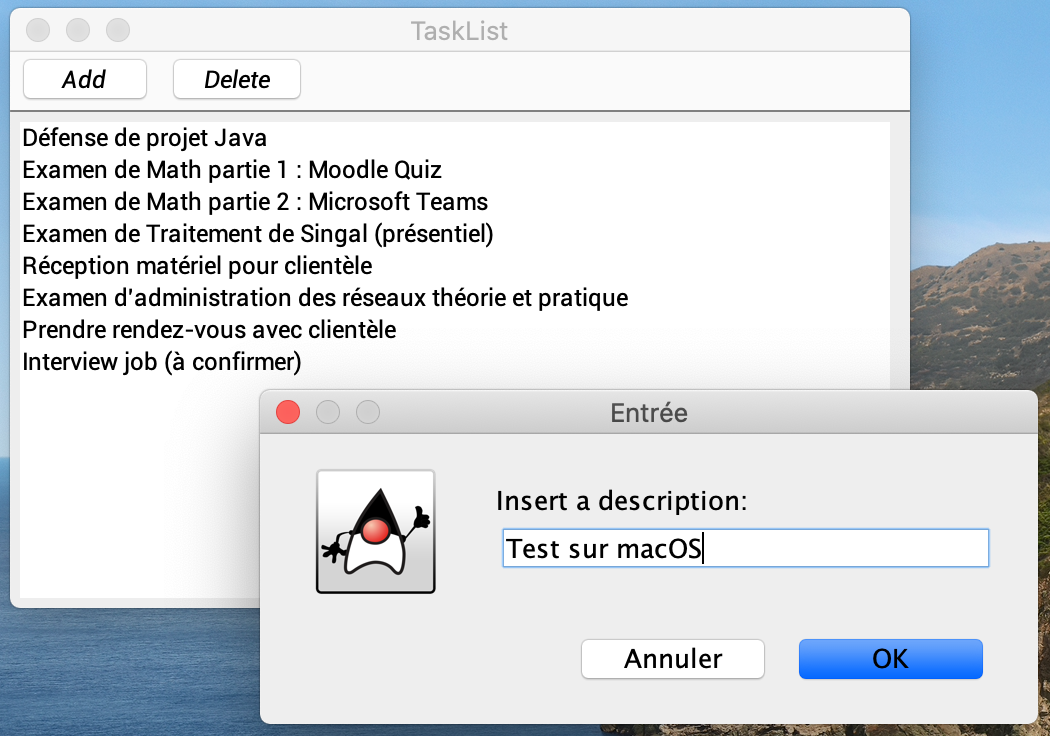 TaskList
Add Delete
Défense de projet Java
Examen de Math partie 1 : Moodle Quiz
Examen de Math partie 2 : Microsoft Teams
Examen de Traitement de Singal (présentiel)
Réception matériel pour clientèle
Examen d'administration des réseaux théorie et pratique
Prendre rendez-vous avec clientèle
Interview job (à confirmer)
Entrée
Insert a description:
Test sur macOS
Annuler OK